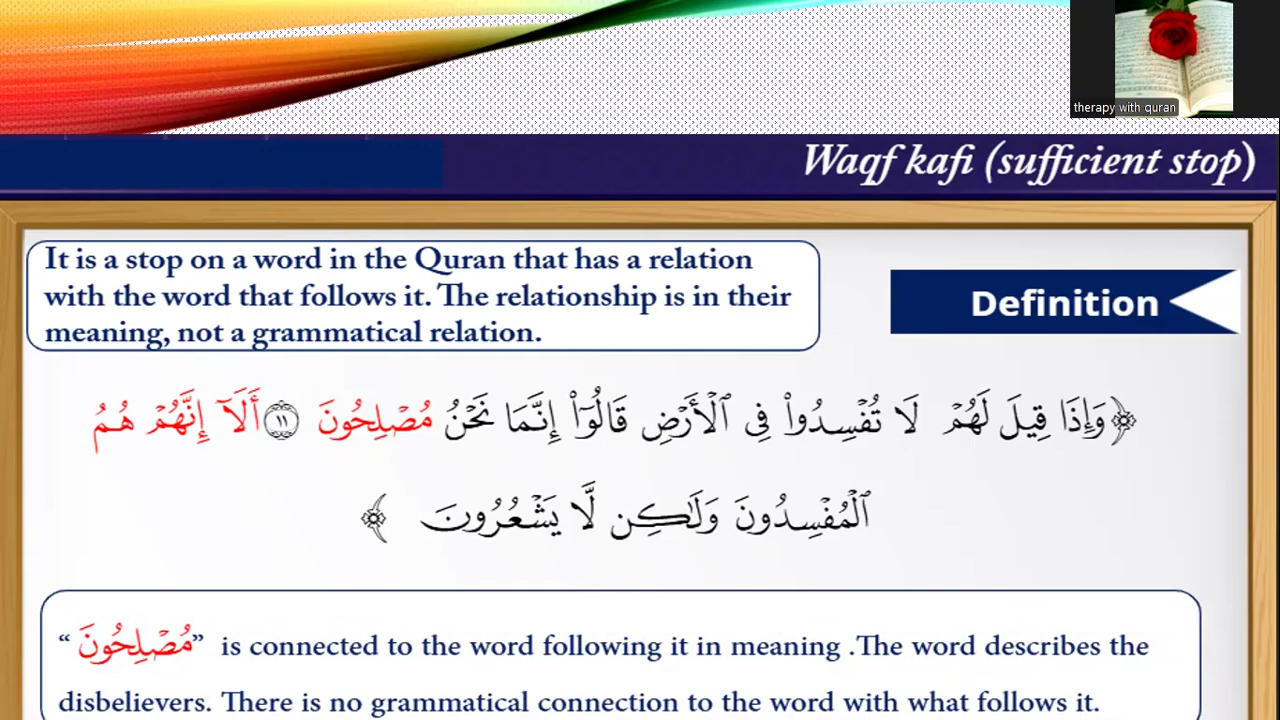 therapy with quran
Waqf kafi (sufficient stop)
It is a stop on a word in the Quran that has a relation
with the word that follows it. The relationship is in their
meaning, not a grammatical relation.
Definition
﴿وَإِذَا قِيلَ لَهُمۡ لَا تُفۡسِدُواْ فِي ٱلۡأَرۡضِ قَالُوٓاْ إِنَّمَا نَحۡنُ مُصۡلِحُونَ ١١ أَلَآ إِنَّهُمۡ هُمُ
ٱلۡمُفۡسِدُونَ وَلَٰكِن لَّا يَشۡعُرُونَ ﴾
“مُصۡلِحُونَ” is connected to the word following it in meaning .The word describes the
disbelievers. There is no grammatical connection to the word with what follows it.